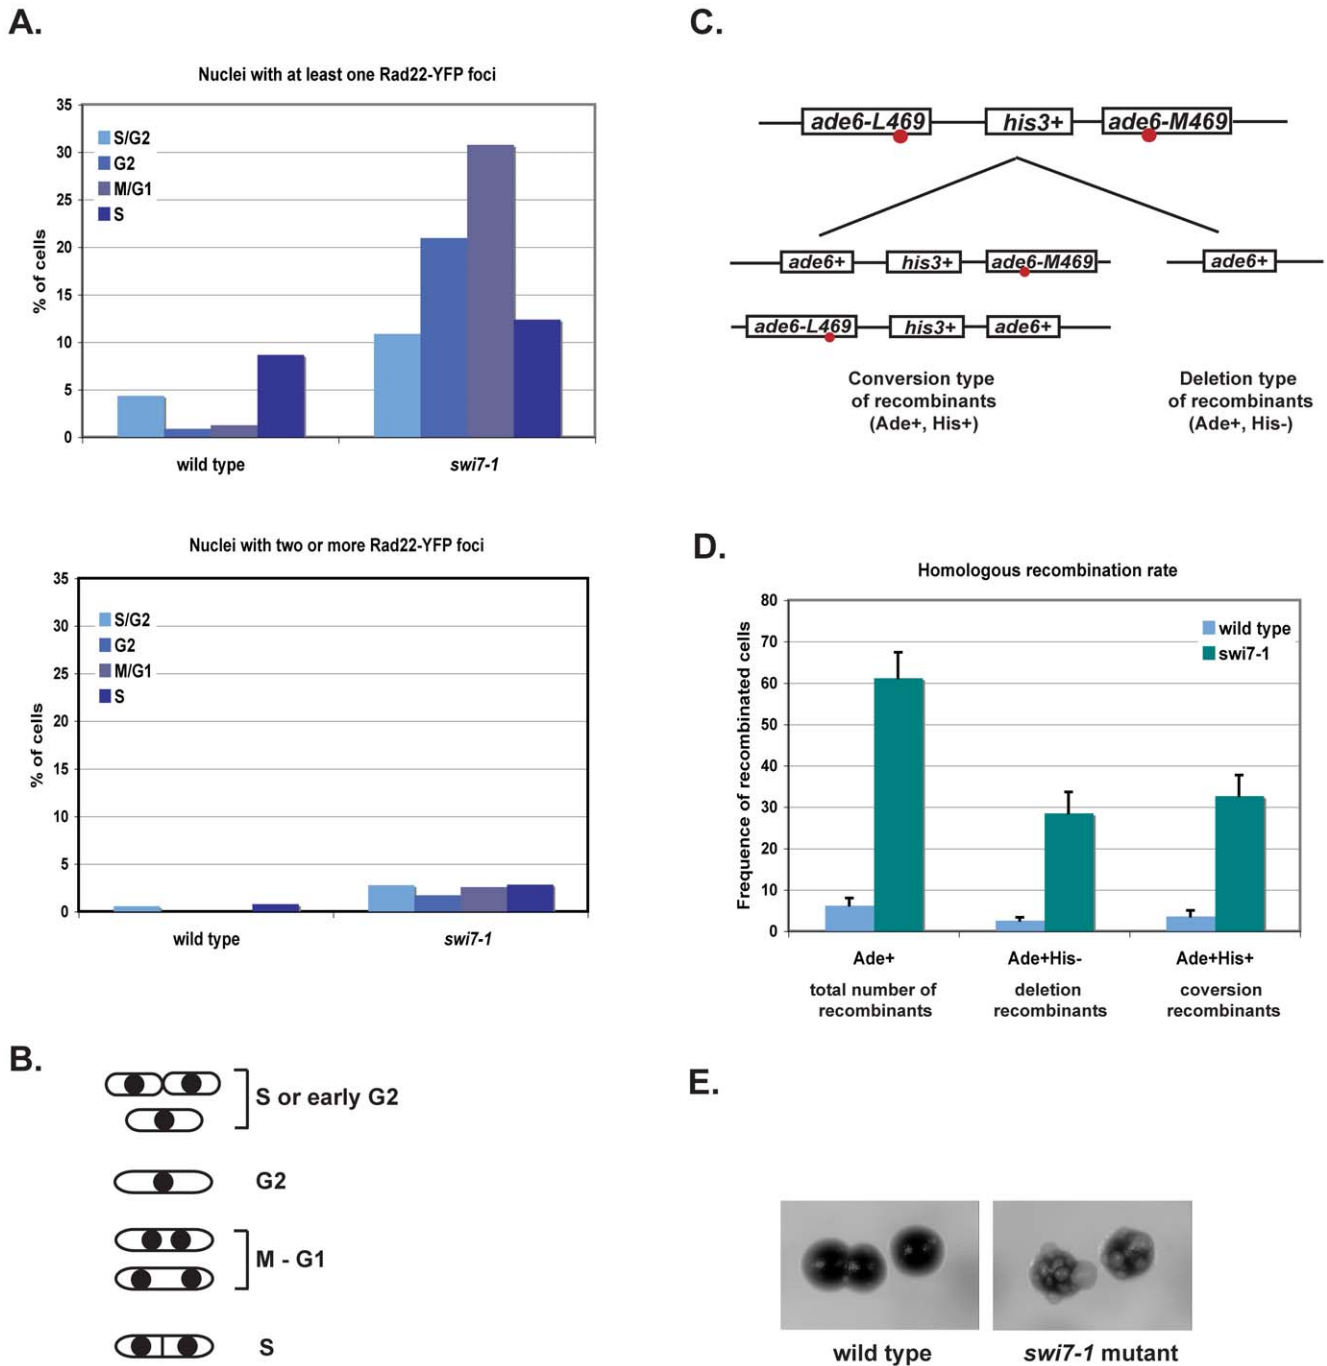 A.
Nuclei with at least one Rad22-YFP foci
35
30
25
20
15
10
5
0
% of cells
S/G2
G2
M/G1
S
wild type
swi7-1
Nuclei with two or more Rad22-YFP foci
35
30
25
20
15
10
5
0
% of cells
S/G2
G2
M/G1
S
wild type
swi7-1
B.
S or early G2
G2
M - G1
S
C.
ade6-L469 his3+ ade6-M469
ade6+ his3+ ade6-M469
ade6+
ade6-L469 his3+ ade6+
Conversion type
of recombinants
(Ade+, His+)
Deletion type
of recombinants
(Ade+, His-)
D.
Homologous recombination rate
80
70
60
50
40
30
20
10
0
Frequence of recombinated cells
wild type
swi7-1
Ade+
total number of
recombinants
Ade+His-
deletion
recombinants
Ade+His+
coversion
recombinants
E.
wild type
swi7-1 mutant